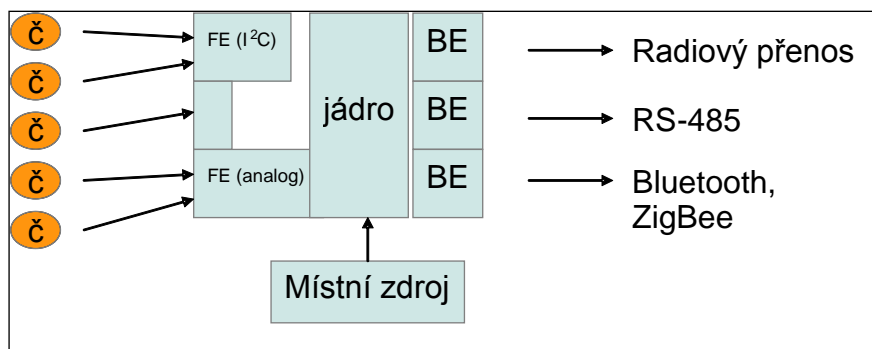 Č
Č
Č
Č
Č
FE (I²C)
FE (analog)
jádro
BE
BE
BE
Místní zdroj
Radiový přenos
RS-485
Bluetooth,
ZigBee